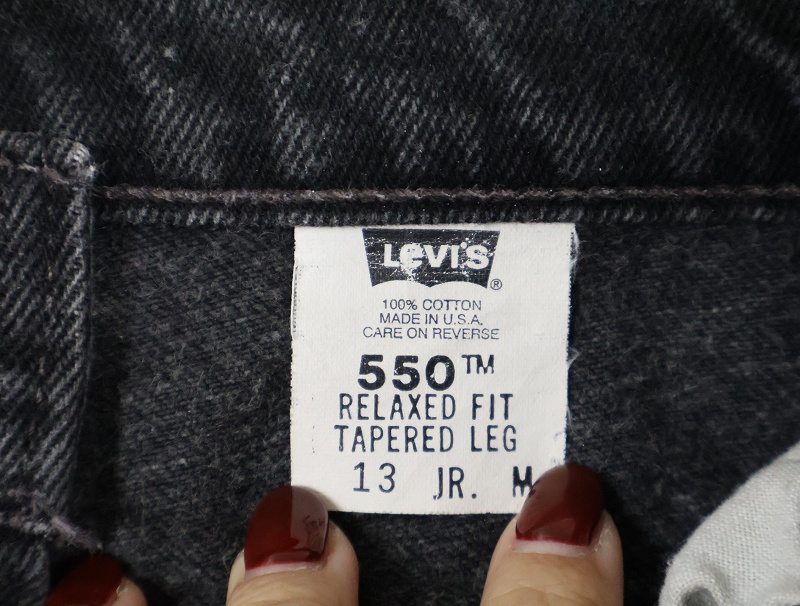 LEVI'S®
100% COTTON
MADE IN U.S.A.
CARE ON REVERSE
550™
RELAXED FIT
TAPERED LEG
13 JR. M